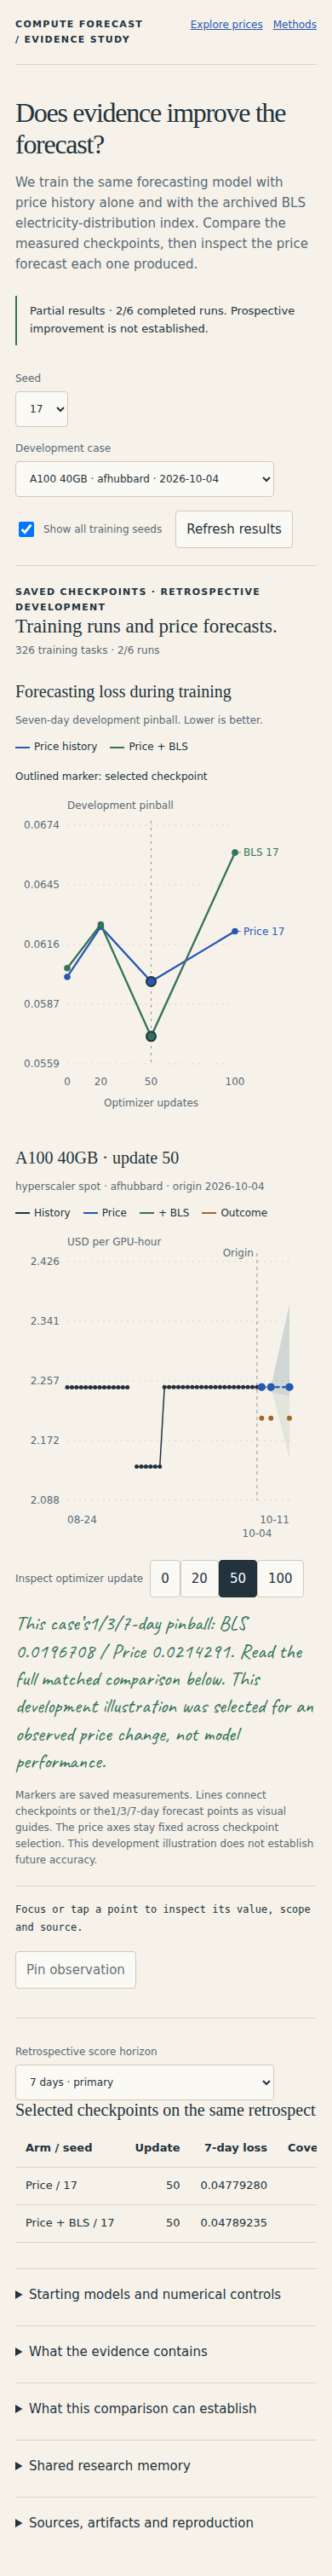 COMPUTE FORECAST
/ EVIDENCE STUDY
Explore prices Methods
Does evidence improve the
forecast?
We train the same forecasting model with
price history alone and with the archived BLS
electricity-distribution index. Compare the
measured checkpoints, then inspect the price
forecast each one produced.
Partial results · 2/6 completed runs. Prospective
improvement is not established.
Seed
17
Development case
A100 40GB · afhubbard · 2026-10-04
Show all training seeds
Refresh results
SAVED CHECKPOINTS · RETROSPECTIVE
DEVELOPMENT
Training runs and price forecasts.
326 training tasks · 2/6 runs
Forecasting loss during training
Seven-day development pinball. Lower is better.
Price history Price + BLS
Outlined marker: selected checkpoint
Development pinball
0.0674
BLS 17
0.0645
Price 17
0.0616
0.0587
0.0559
0 20 50 100
Optimizer updates
A100 40GB · update 50
hyperscaler spot · afhubbard · origin 2026-10-04
History Price + BLS Outcome
USD per GPU-hour
Origin
2.426
2.341
2.257
2.172
2.088
08-24 10-11
10-04
Inspect optimizer update 0 20 50 100
This case's1/3/7-day pinball: BLS
0.0196708 / Price 0.0214291. Read the
full matched comparison below. This
development illustration was selected for an
observed price change, not model
performance.
Markers are saved measurements. Lines connect
checkpoints or the1/3/7-day forecast points as visual
guides. The price axes stay fixed across checkpoint
selection. This development illustration does not establish
future accuracy.
Focus or tap a point to inspect its value, scope
and source.
Pin observation
Retrospective score horizon
7 days · primary
Selected checkpoints on the same retrospecti
Arm / seed Update 7-day loss Cove
Price / 17 50 0.04779280
Price + BLS / 17 50 0.04789235
Starting models and numerical controls
What the evidence contains
What this comparison can establish
Shared research memory
Sources, artifacts and reproduction